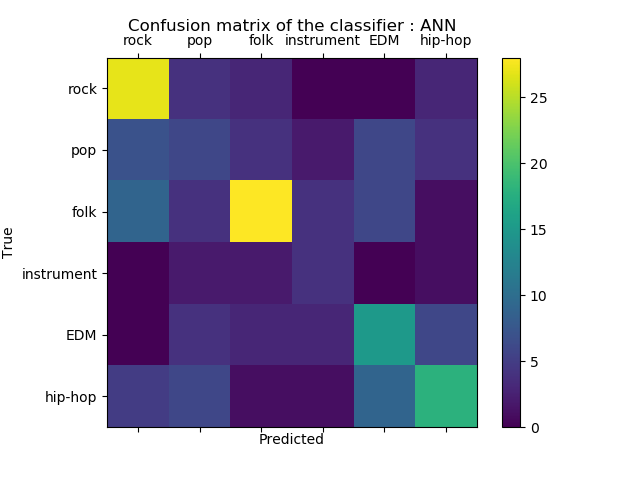 Confusion matrix of the classifier : ANN
rock pop folk instrument EDM hip-hop
rock
pop
folk
instrument
EDM
hip-hop
True
Predicted
25
20
15
10
5
0